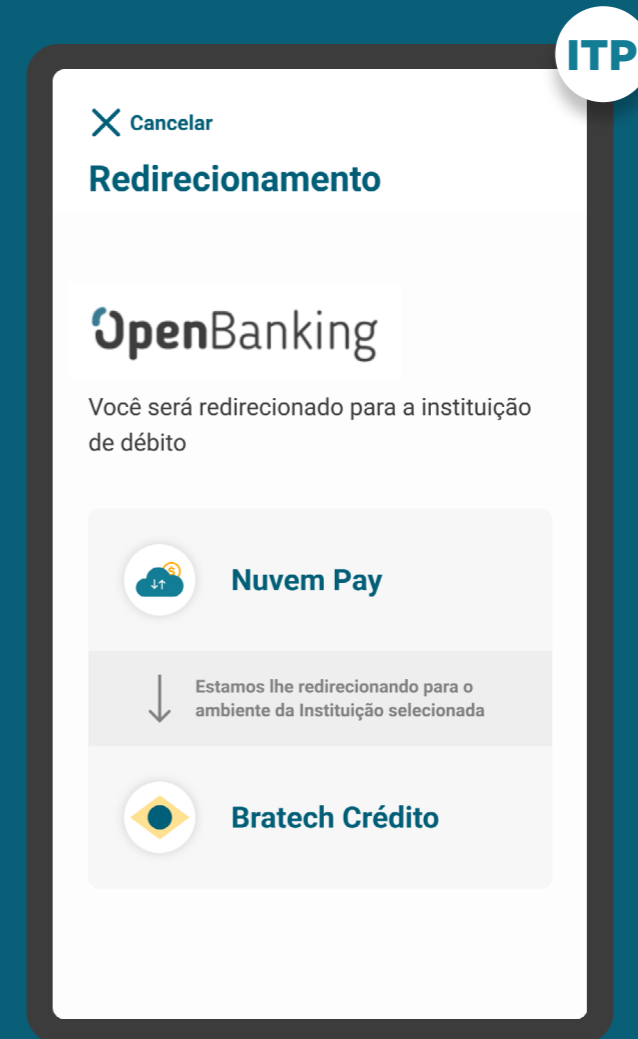 ITP
Cancelar
Redirecionamento
OpenBanking
Você será redirecionado para a instituição
de débito
Nuvem Pay
Estamos lhe redirecionando para o
ambiente da Instituição selecionada
Bratech Crédito